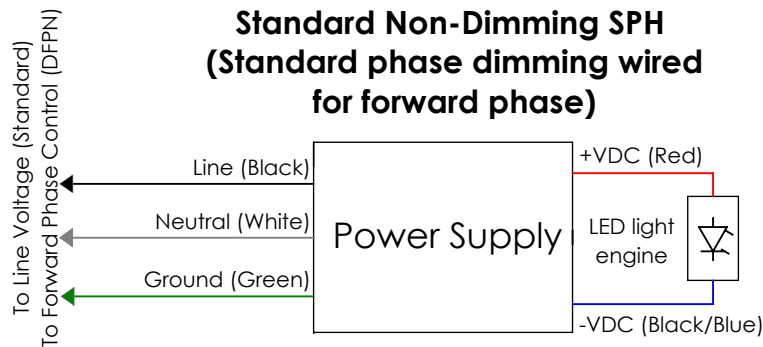 Standard Non-Dimming SPH
(Standard phase dimming wired
for forward phase)
To Line Voltage (Standard)
To Forward Phase Control (DFPN)
Line (Black)
Neutral (White)
Ground (Green)
Power Supply
+VDC (Red)
LED light
engine
-VDC (Black/Blue)